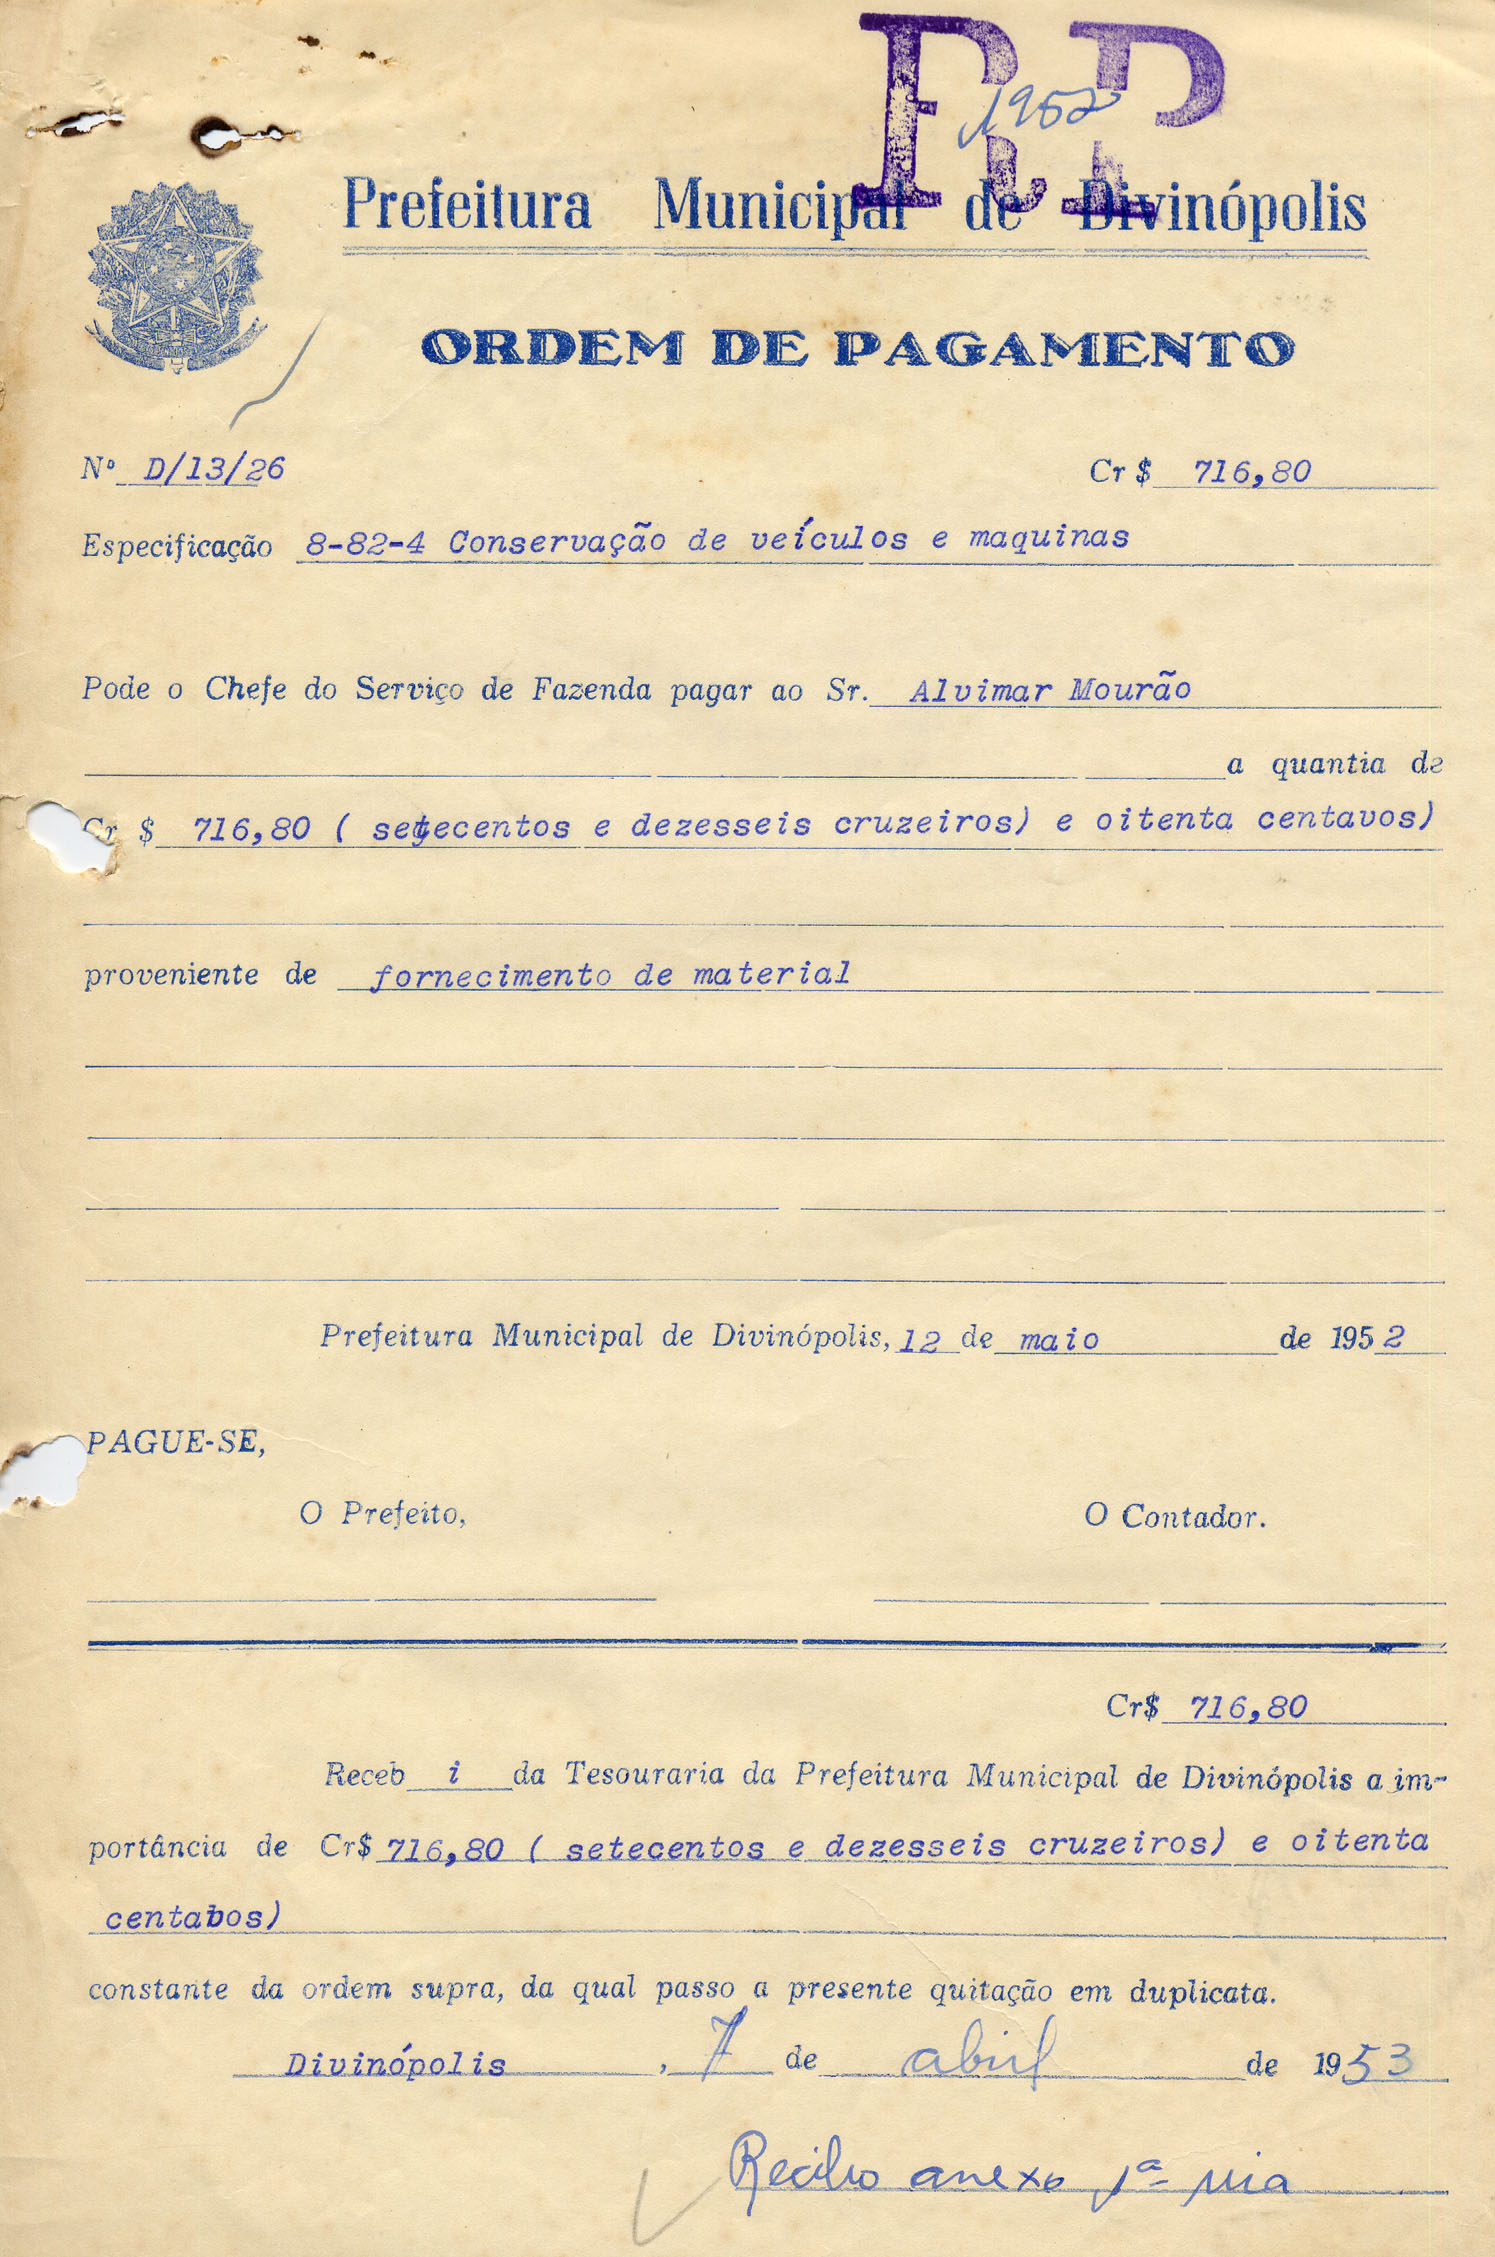 RP
1952
Prefeitura Municipal de Divinópolis
ORDEM DE PAGAMENTO
Nº D/13/26 Cr $ 716,80
Especificação 8-82-4 Conservação de veículos e maquinas
Pode o Chefe do Serviço de Fazenda pagar ao Sr. Alvimar Mourão
a quantia de
Cr $ 716,80 ( setecentos e dezesseis cruzeiros) e oitenta centavos)
proveniente de fornecimento de material
Prefeitura Municipal de Divinópolis, 12 de maio de 1952
PAGUE-SE,
O Prefeito, O Contador.
Cr$ 716,80
Receb i da Tesouraria da Prefeitura Municipal de Divinópolis a im-
portância de Cr$ 716,80 ( setecentos e dezesseis cruzeiros) e oitenta
centabos)
constante da ordem supra, da qual passo a presente quitação em duplicata.
Divinópolis, 7 de abril de 1953
Recibo anexo 1ª via